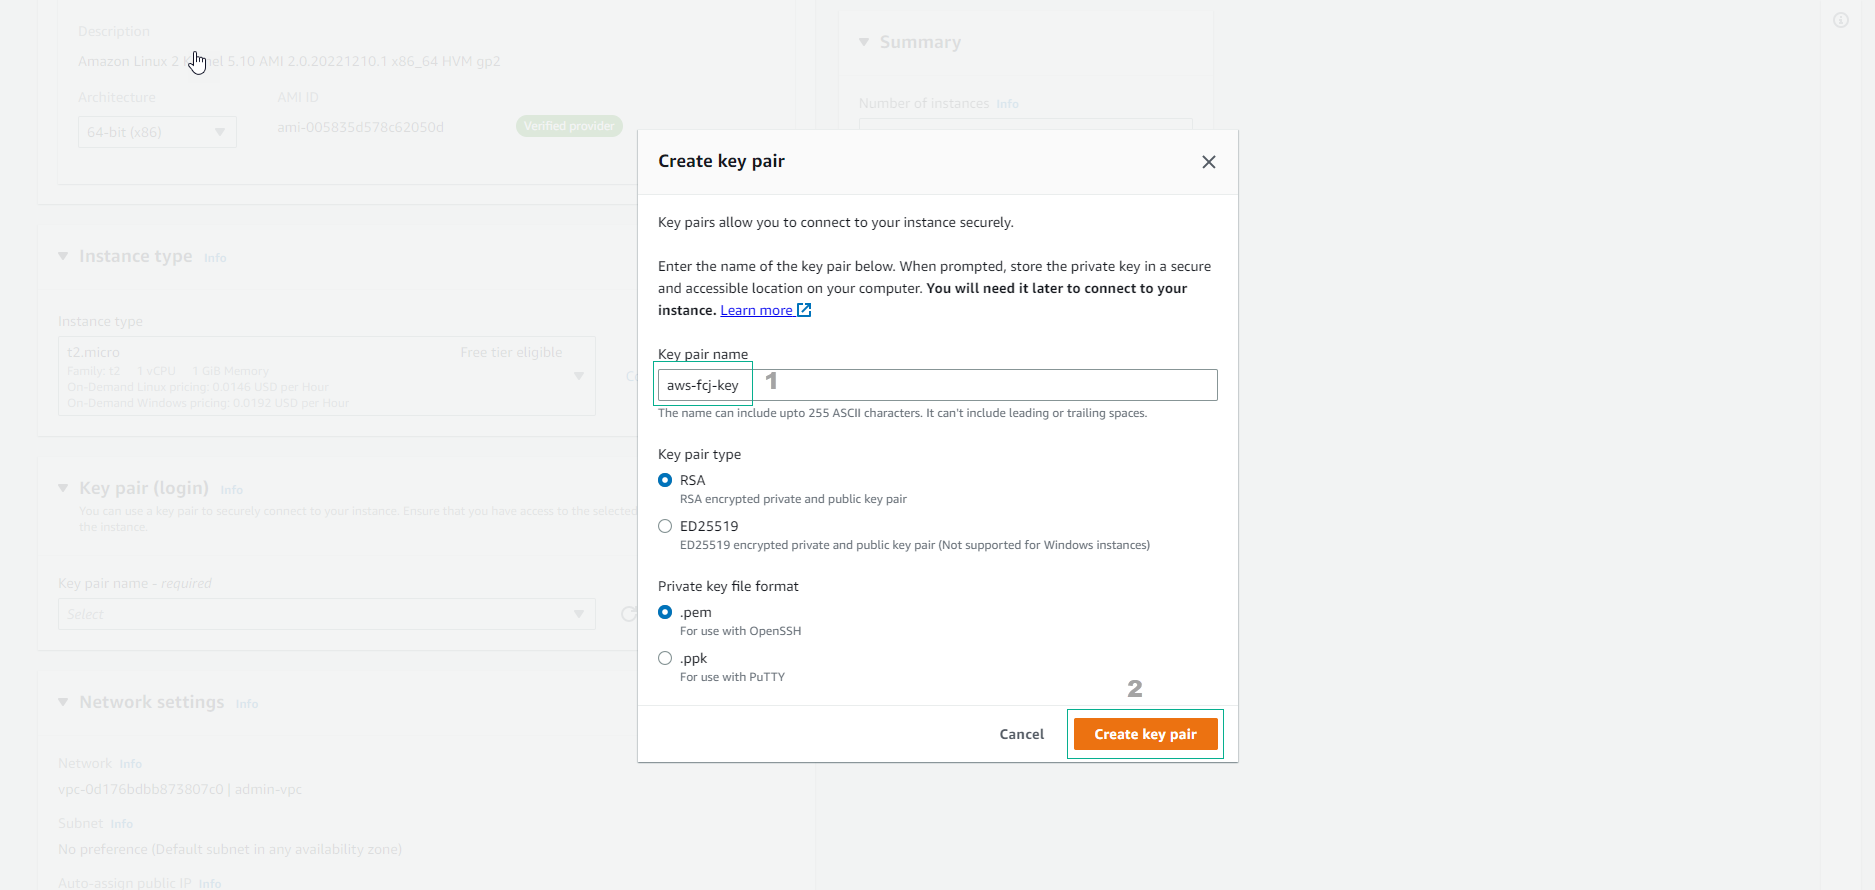 Description
Amazon Linux 2 Kernel 5.10 AMI 2.0.20221210.1 x86_64 HVM gp2
Architecture
AMI ID
64-bit (x86)
ami-005835d578c62050d
Verified provider
Summary
Number of instances Info
Instance type Info
Instance type
t2.micro
Free tier eligible
Family: t2 1 vCPU 1 GiB Memory
On-Demand Linux pricing: 0.0146 USD per Hour
On-Demand Windows pricing: 0.0192 USD per Hour
Key pair (login) Info
You can use a key pair to securely connect to your instance. Ensure that you have access to the selected
the instance.
Key pair name - required
Select
Network settings Info
Network Info
vpc-0d176bdbb873807c0 | admin-vpc
Subnet Info
No preference (Default subnet in any availability zone)
Auto-assign public IP Info
Create key pair
Key pairs allow you to connect to your instance securely.
Enter the name of the key pair below. When prompted, store the private key in a secure
and accessible location on your computer. You will need it later to connect to your
instance. Learn more
Key pair name
aws-fcj-key 1
The name can include upto 255 ASCII characters. It can't include leading or trailing spaces.
Key pair type
RSA
RSA encrypted private and public key pair
ED25519
ED25519 encrypted private and public key pair (Not supported for Windows instances)
Private key file format
.pem
For use with OpenSSH
.ppk
For use with PuTTY
2
Cancel
Create key pair